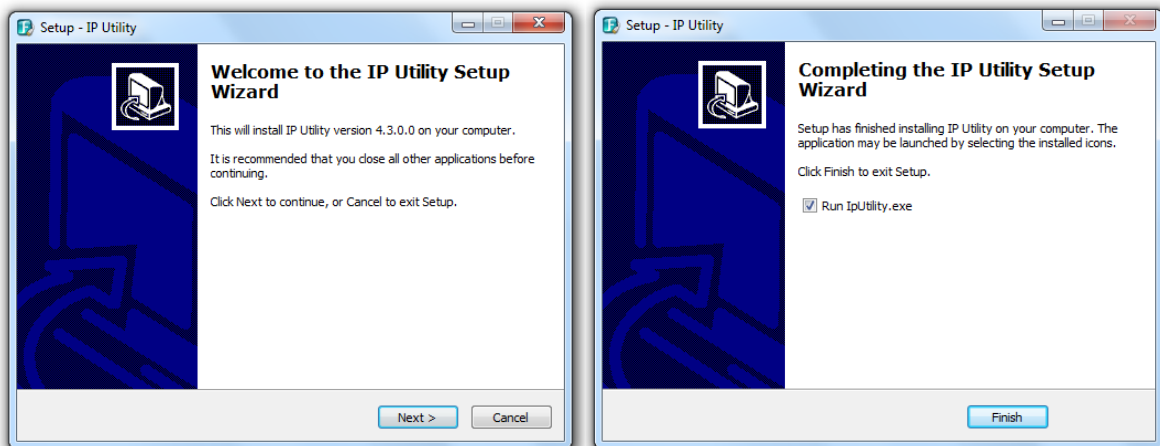 Setup - IP Utility
Welcome to the IP Utility Setup
Wizard
This will install IP Utility version 4.3.0.0 on your computer.
It is recommended that you close all other applications before
continuing.
Click Next to continue, or Cancel to exit Setup.
Next >
Cancel
Setup - IP Utility
Completing the IP Utility Setup
Wizard
Setup has finished installing IP Utility on your computer. The
application may be launched by selecting the installed icons.
Click Finish to exit Setup.
Run IpUtility.exe
Finish